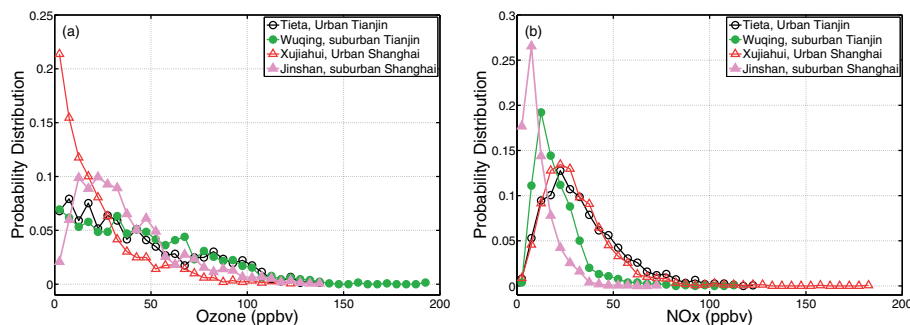 (a)
Tieta, Urban Tianjin
Wuqing, suburban Tianjin
Xujiahui, Urban Shanghai
Jinshan, suburban Shanghai
0.25
0.2
0.15
0.1
0.05
0
Probability Distribution
0 50 100 150 200
Ozone (ppbv)
(b)
Tieta, Urban Tianjin
Wuqing, suburban Tianjin
Xujiahui, Urban Shanghai
Jinshan, suburban Shanghai
0.3
0.25
0.2
0.15
0.1
0.05
0
Probability Distribution
0 50 100 150 200
NOx (ppbv)